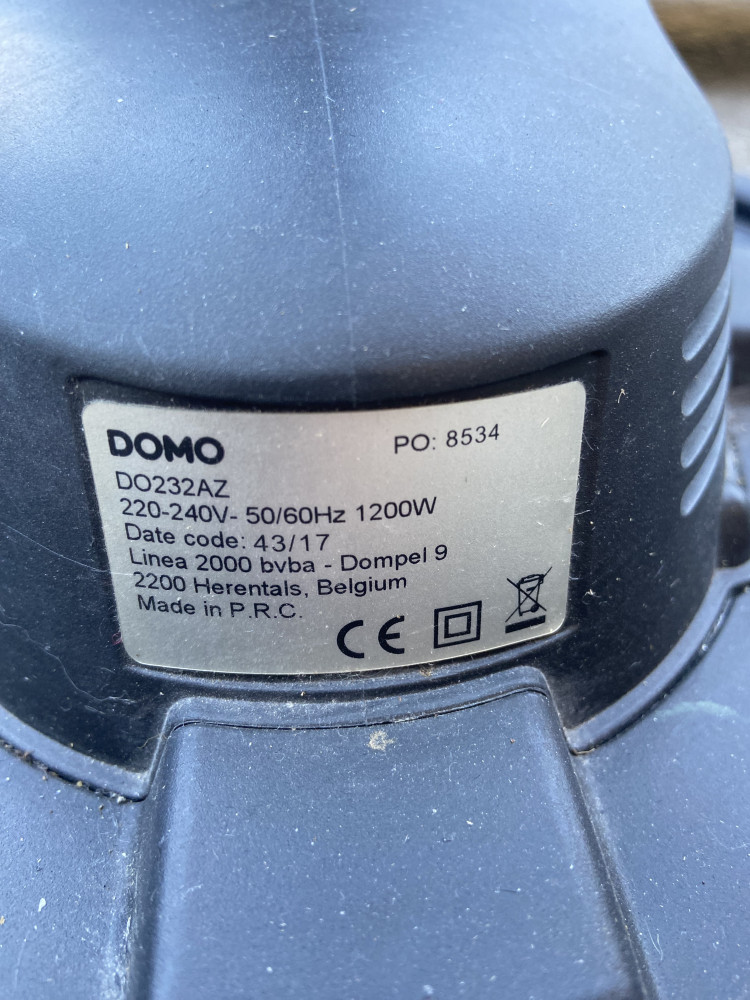 DOMO PO: 8534
DO232AZ
220-240V- 50/60Hz 1200W
Date code: 43/17
Linea 2000 bvba - Dompel 9
2200 Herentals, Belgium
Made in P.R.C.
CE